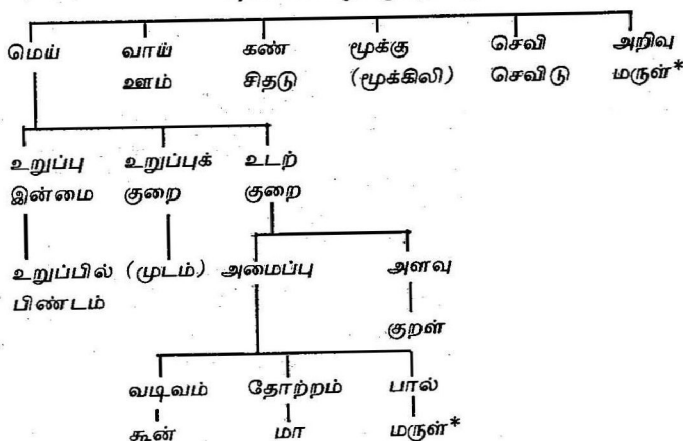 மெய் வாய் கண் மூக்கு செவி அறிவு
ஊம் சிதடு (மூக்கிலி) செவிடு மருள்*
உறுப்பு உறுப்புக் உடற்
இன்மை குறை குறை
உறுப்பில் (முடம்) அமைப்பு அளவு
பிண்டம்
குறள்
வடிவம் தோற்றம் பால்
கூன் மா மருள்*